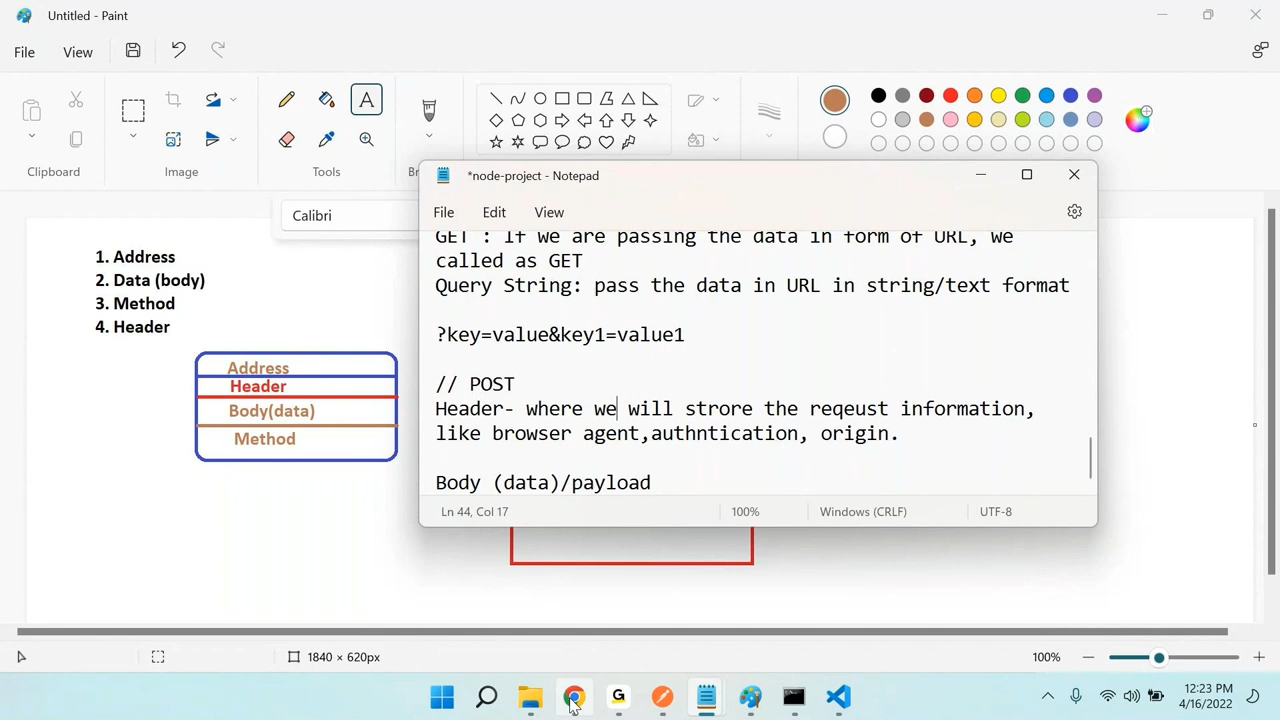 Untitled - Paint
File
View
Clipboard
Image
Tools
Calibri
1. Address
2. Data (body)
3. Method
4. Header
Address
Header
Body(data)
Method
*node-project - Notepad
File
Edit
View
GET : If we are passing the data in form of URL, we
called as GET
Query String: pass the data in URL in string/text format
?key=value&key1=value1
// POST
Header- where we will strore the reqeust information,
like browser agent,authntication, origin.
Body (data)/payload
Ln 44, Col 17
100%
Windows (CRLF)
UTF-8
1840 × 620px
100%
12:23 PM
4/16/2022